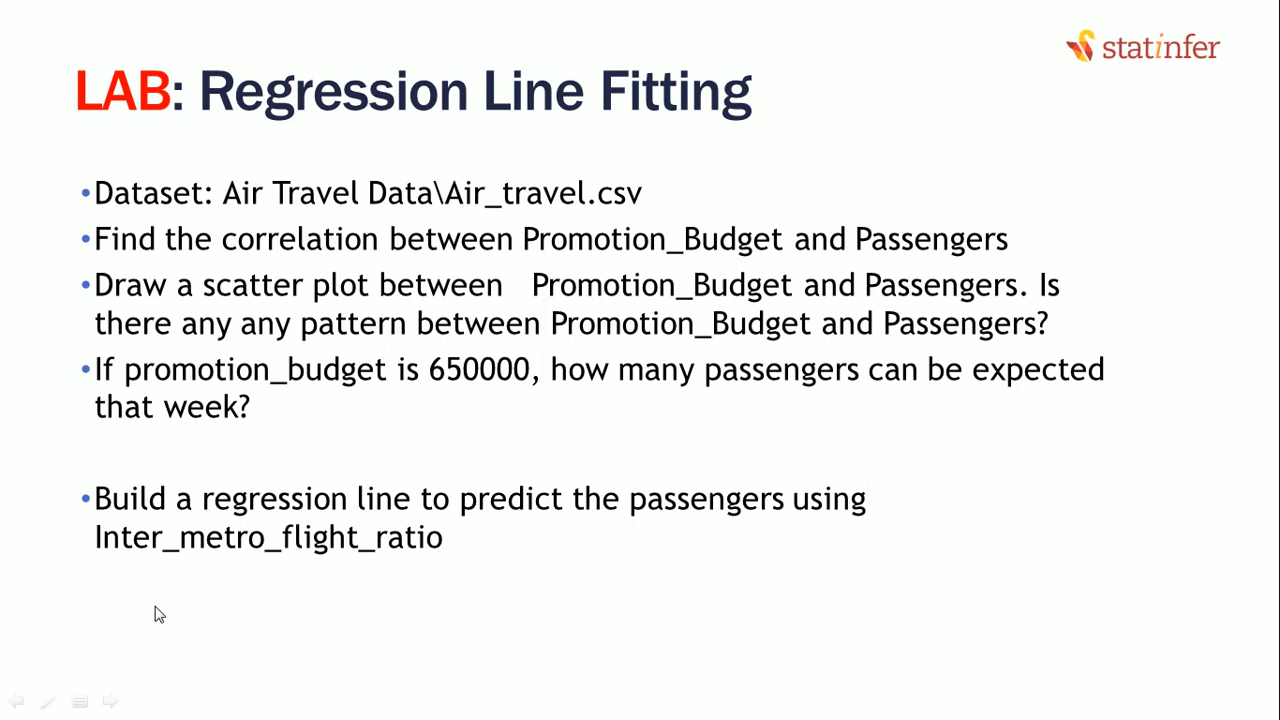 statinfer
LAB: Regression Line Fitting
•Dataset: Air Travel Data\Air_travel.csv
•Find the correlation between Promotion_Budget and Passengers
•Draw a scatter plot between   Promotion_Budget and Passengers. Is
there any any pattern between Promotion_Budget and Passengers?
•If promotion_budget is 650000, how many passengers can be expected
that week?
•Build a regression line to predict the passengers using
Inter_metro_flight_ratio